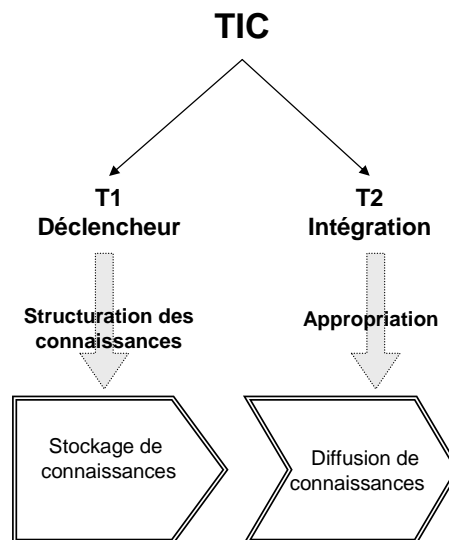 TIC
T1
Déclencheur
T2
Intégration
Structuration des
connaissances
Appropriation
Stockage de
connaissances
Diffusion de
connaissances